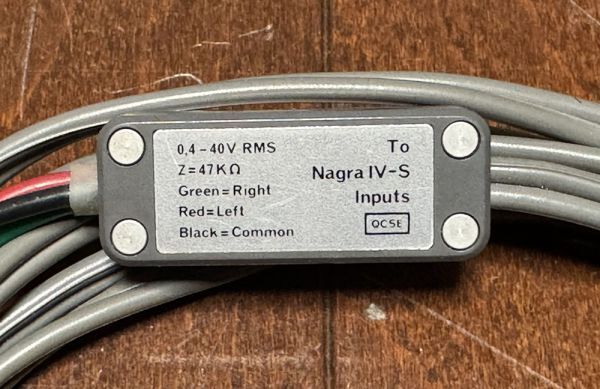 0,4-40V RMS
Z=47KΩ
Green=Right
Red=Left
Black=Common
To
Nagra IV-S
Inputs
QCSE